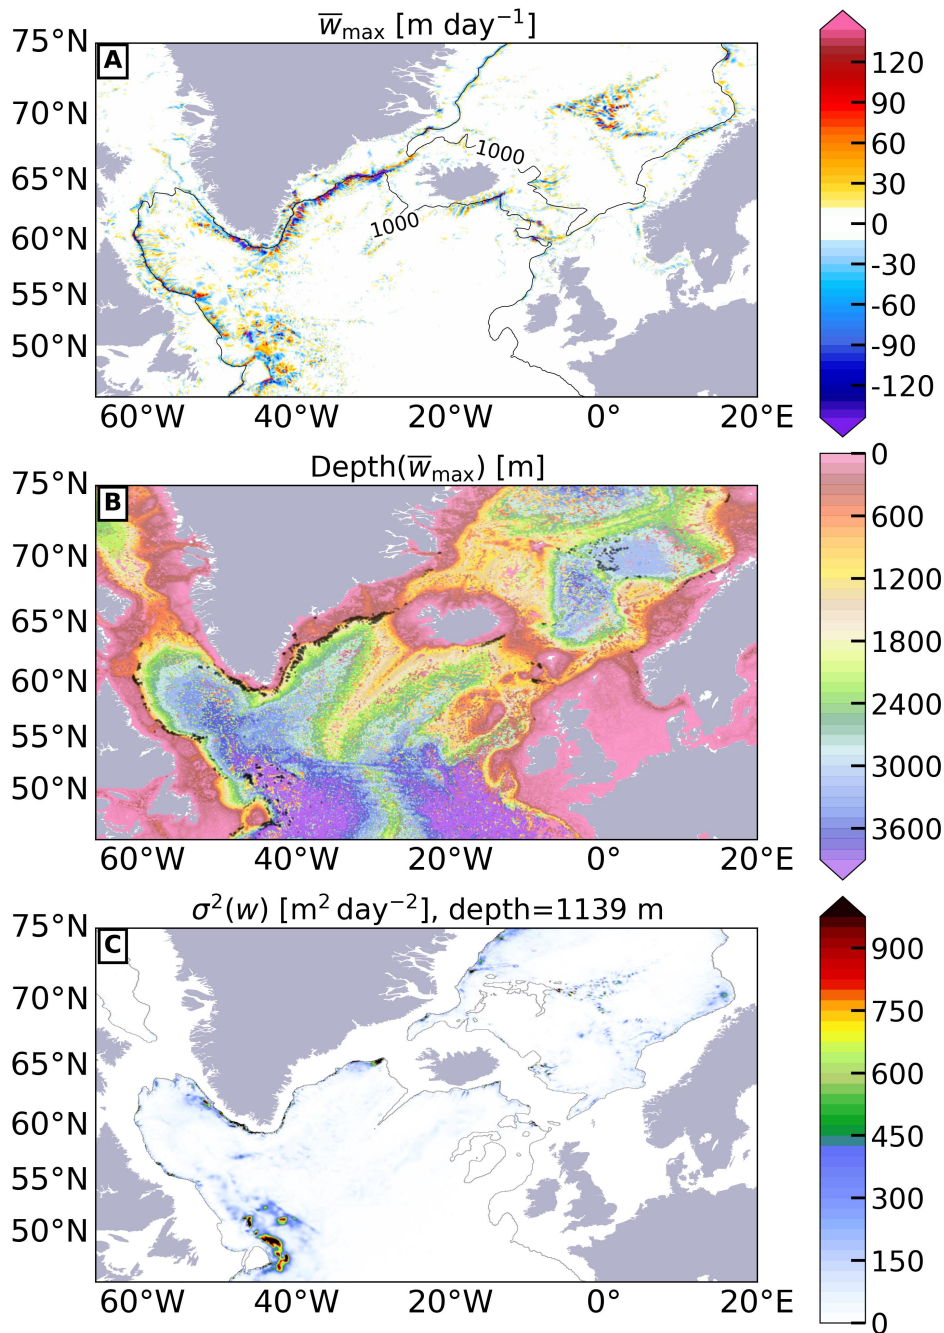 w̅max [m day⁻¹]
A
75°N
70°N
65°N
60°N
55°N
50°N
1000
1000
60°W 40°W 20°W 0° 20°E
120
90
60
30
0
-30
-60
-90
-120
Depth(w̅max) [m]
B
75°N
70°N
65°N
60°N
55°N
50°N
60°W 40°W 20°W 0° 20°E
0
600
1200
1800
2400
3000
3600
σ²(w) [m² day⁻²], depth=1139 m
C
75°N
70°N
65°N
60°N
55°N
50°N
60°W 40°W 20°W 0° 20°E
900
750
600
450
300
150
0